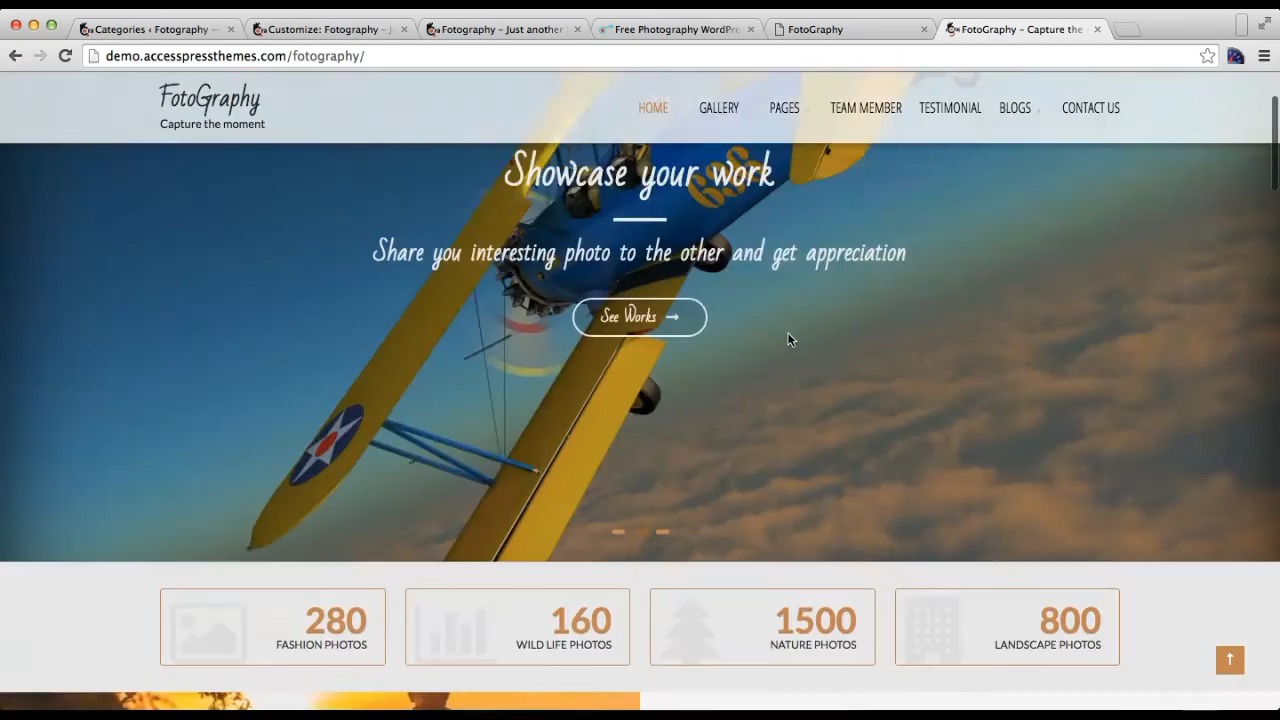 Categories ‹ Fotography —
Customize: Fotography – J
Fotography – Just another
Free Photography WordPre
FotoGraphy
FotoGraphy – Capture the
demo.accesspressthemes.com/fotography/
FotoGraphy
Capture the moment
HOME GALLERY PAGES TEAM MEMBER TESTIMONIAL BLOGS CONTACT US
696
Showcase your work
Share you interesting photo to the other and get appreciation
See Works →
280
FASHION PHOTOS
160
WILD LIFE PHOTOS
1500
NATURE PHOTOS
800
LANDSCAPE PHOTOS